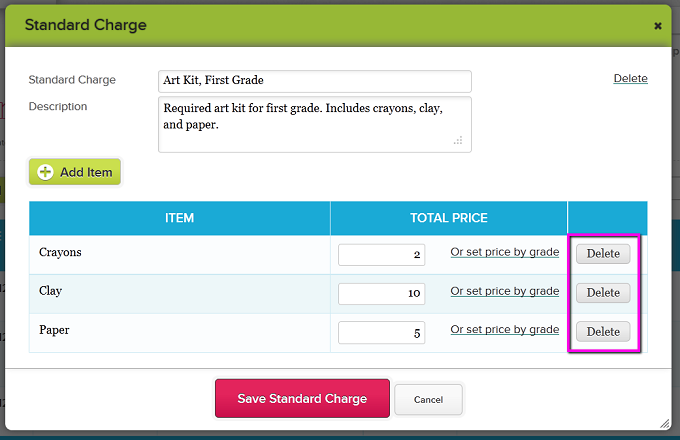 Standard Charge
Standard Charge Art Kit, First Grade Delete
Description Required art kit for first grade. Includes crayons, clay,
and paper.
Add Item
ITEM TOTAL PRICE
Crayons 2 Or set price by grade Delete
Clay 10 Or set price by grade Delete
Paper 5 Or set price by grade Delete
Save Standard Charge Cancel